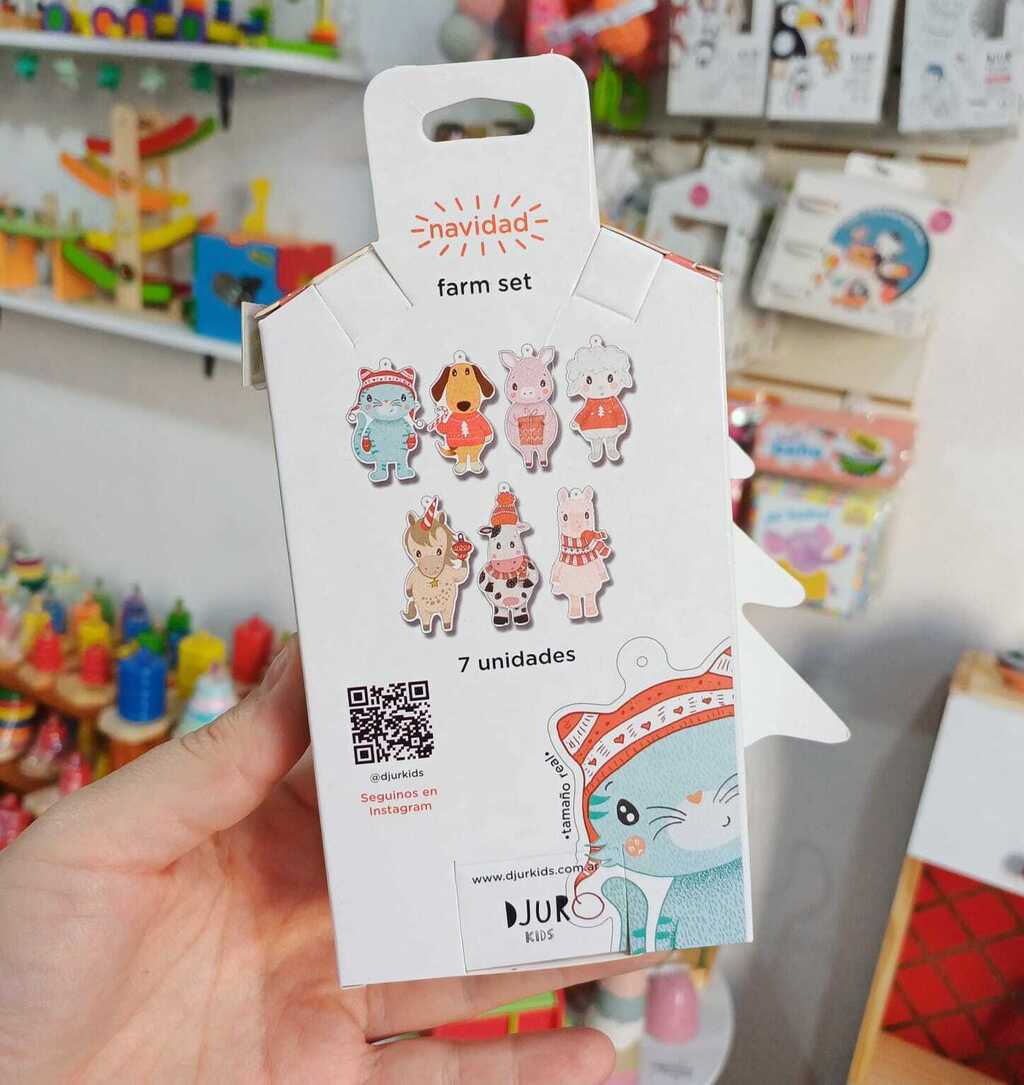 navidad
farm set
7 unidades
@djurkids
Seguinos en
Instagram
•tamaño real•
www.djurkids.com.ar
DJUR
KIDS